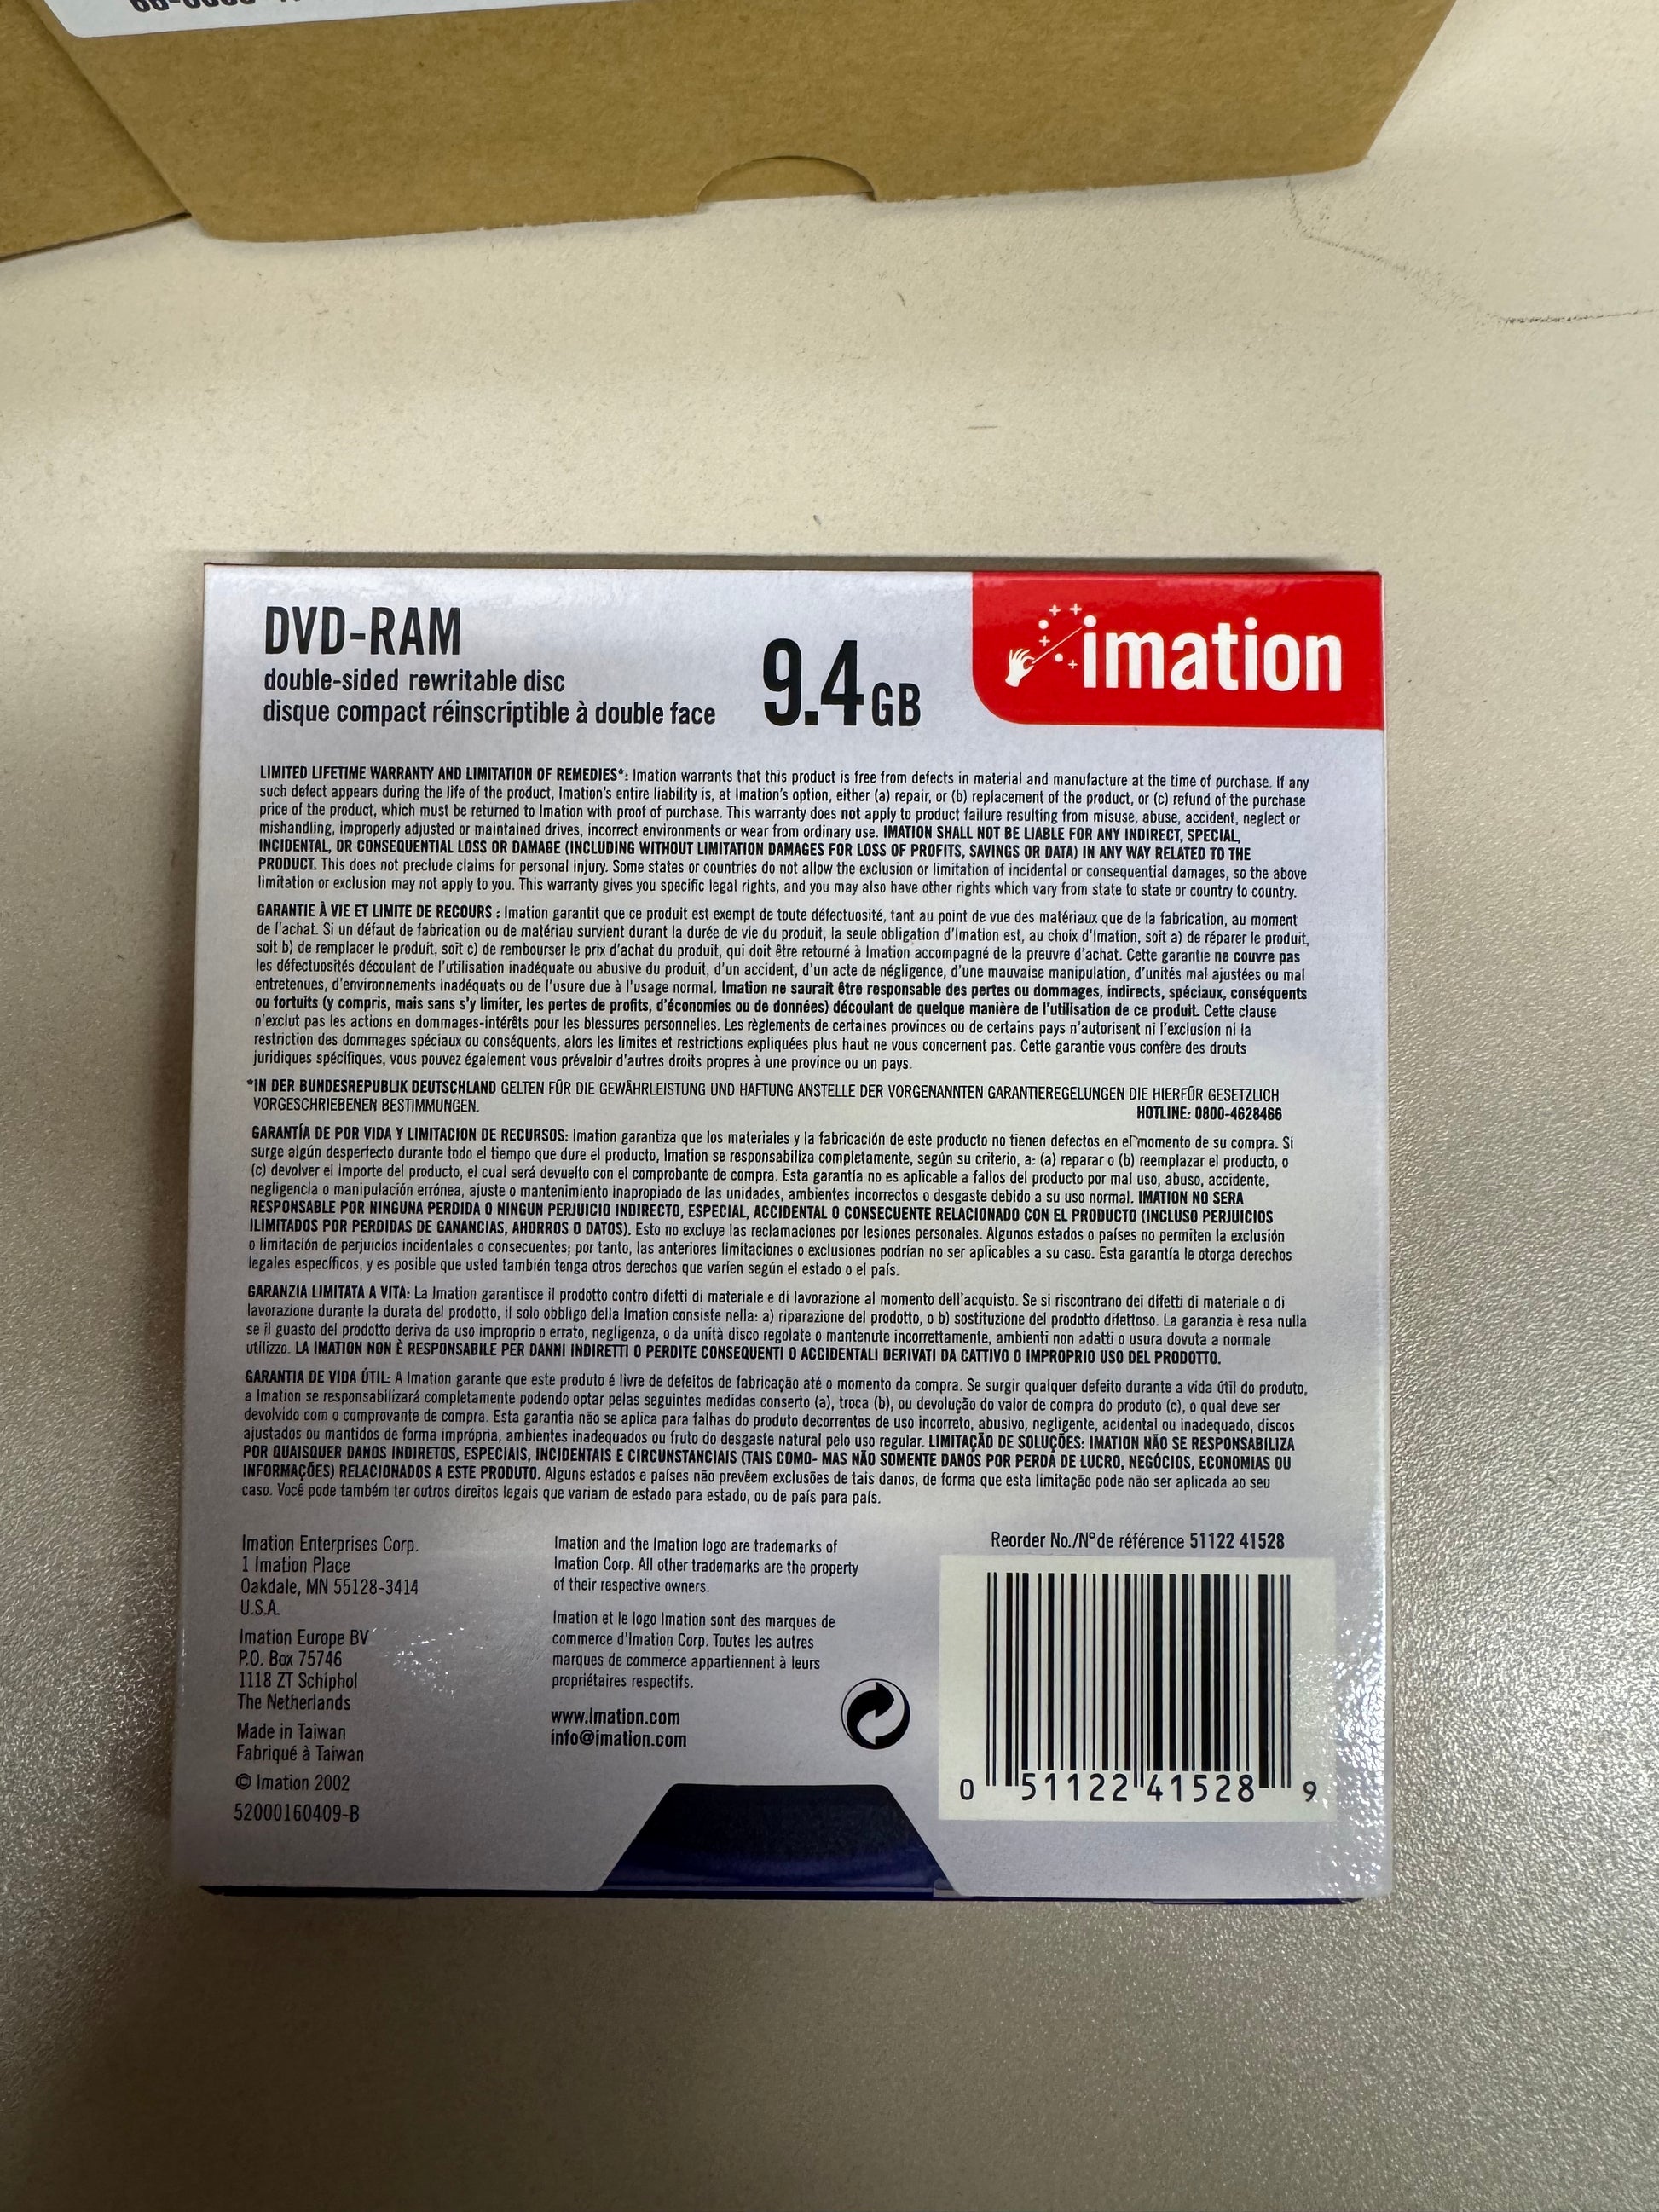 DVD-RAM
double-sided rewritable disc
disque compact réinscriptible à double face
9.4 GB
imation
LIMITED LIFETIME WARRANTY AND LIMITATION OF REMEDIES*: Imation warrants that this product is free from defects in material and manufacture at the time of purchase. If any
such defect appears during the life of the product, Imation's entire liability is, at Imation's option, either (a) repair, or (b) replacement of the product, or (c) refund of the purchase
price of the product, which must be returned to Imation with proof of purchase. This warranty does not apply to product failure resulting from misuse, abuse, accident, neglect or
mishandling, improperly adjusted or maintained drives, incorrect environments or wear from ordinary use. IMATION SHALL NOT BE LIABLE FOR ANY INDIRECT, SPECIAL,
INCIDENTAL, OR CONSEQUENTIAL LOSS OR DAMAGE (INCLUDING WITHOUT LIMITATION DAMAGES FOR LOSS OF PROFITS, SAVINGS OR DATA) IN ANY WAY RELATED TO THE
PRODUCT. This does not preclude claims for personal injury. Some states or countries do not allow the exclusion or limitation of incidental or consequential damages, so the above
limitation or exclusion may not apply to you. This warranty gives you specific legal rights, and you may also have other rights which vary from state to state or country to country.
GARANTIE À VIE ET LIMITE DE RECOURS : Imation garantit que ce produit est exempt de toute défectuosité, tant au point de vue des matériaux que de la fabrication, au moment
de l'achat. Si un défaut de fabrication ou de matériau survient durant la durée de vie du produit, la seule obligation d'Imation est, au choix d'Imation, soit a) de réparer le produit,
soit b) de remplacer le produit, soit c) de rembourser le prix d'achat du produit, qui doit être retourné à Imation accompagné de la preuvre d'achat. Cette garantie ne couvre pas
les défectuosités découlant de l'utilisation inadéquate ou abusive du produit, d'un accident, d'un acte de négligence, d'une mauvaise manipulation, d'unités mal ajustées ou mal
entretenues, d'environnements inadéquats ou de l'usure due à l'usage normal. Imation ne saurait être responsable des pertes ou dommages, indirects, spéciaux, conséquents
ou fortuits (y compris, mais sans s'y limiter, les pertes de profits, d'économies ou de données) découlant de quelque manière de l'utilisation de ce produit. Cette clause
n'exclut pas les actions en dommages-intérêts pour les blessures personnelles. Les règlements de certaines provinces ou de certains pays n'autorisent ni l'exclusion ni la
restriction des dommages spéciaux ou conséquents, alors les limites et restrictions expliquées plus haut ne vous concernent pas. Cette garantie vous confère des drouts
juridiques spécifiques, vous pouvez également vous prévaloir d'autres droits propres à une province ou un pays.
*IN DER BUNDESREPUBLIK DEUTSCHLAND GELTEN FÜR DIE GEWÄHRLEISTUNG UND HAFTUNG ANSTELLE DER VORGENANNTEN GARANTIEREGELUNGEN DIE HIERFÜR GESETZLICH
VORGESCHRIEBENEN BESTIMMUNGEN. HOTLINE: 0800-4628466
GARANTÍA DE POR VIDA Y LIMITACION DE RECURSOS: Imation garantiza que los materiales y la fabricación de este producto no tienen defectos en el momento de su compra. Si
surge algún desperfecto durante todo el tiempo que dure el producto, Imation se responsabiliza completamente, según su criterio, a: (a) reparar o (b) reemplazar el producto, o
(c) devolver el importe del producto, el cual será devuelto con el comprobante de compra. Esta garantía no es aplicable a fallos del producto por mal uso, abuso, accidente,
negligencia o manipulación errónea, ajuste o mantenimiento inapropiado de las unidades, ambientes incorrectos o desgaste debido a su uso normal. IMATION NO SERA
RESPONSABLE POR NINGUNA PERDIDA O NINGUN PERJUICIO INDIRECTO, ESPECIAL, ACCIDENTAL O CONSECUENTE RELACIONADO CON EL PRODUCTO (INCLUSO PERJUICIOS
ILIMITADOS POR PERDIDAS DE GANANCIAS, AHORROS O DATOS). Esto no excluye las reclamaciones por lesiones personales. Algunos estados o países no permiten la exclusión
o limitación de perjuicios incidentales o consecuentes; por tanto, las anteriores limitaciones o exclusiones podrían no ser aplicables a su caso. Esta garantía le otorga derechos
legales específicos, y es posible que usted también tenga otros derechos que varíen según el estado o el país.
GARANZIA LIMITATA A VITA: La Imation garantisce il prodotto contro difetti di materiale e di lavorazione al momento dell'acquisto. Se si riscontrano dei difetti di materiale o di
lavorazione durante la durata del prodotto, il solo obbligo della Imation consiste nella: a) riparazione del prodotto, o b) sostituzione del prodotto difettoso. La garanzia è resa nulla
se il guasto del prodotto deriva da uso improprio o errato, negligenza, o da unità disco regolate o mantenute incorrettamente, ambienti non adatti o usura dovuta a normale
utilizzo. LA IMATION NON È RESPONSABILE PER DANNI INDIRETTI O PERDITE CONSEQUENTI O ACCIDENTALI DERIVATI DA CATTIVO O IMPROPRIO USO DEL PRODOTTO.
GARANTIA DE VIDA ÚTIL: A Imation garante que este produto é livre de defeitos de fabricação até o momento da compra. Se surgir qualquer defeito durante a vida útil do produto,
a Imation se responsabilizará completamente podendo optar pelas seguintes medidas conserto (a), troca (b), ou devolução do valor de compra do produto (c), o qual deve ser
devolvido com o comprovante de compra. Esta garantia não se aplica para falhas do produto decorrentes de uso incorreto, abusivo, negligente, acidental ou inadequado, discos
ajustados ou mantidos de forma imprópria, ambientes inadequados ou fruto do desgaste natural pelo uso regular. LIMITAÇÃO DE SOLUÇÕES: IMATION NÃO SE RESPONSABILIZA
POR QUAISQUER DANOS INDIRETOS, ESPECIAIS, INCIDENTAIS E CIRCUNSTANCIAIS (TAIS COMO- MAS NÃO SOMENTE DANOS POR PERDA DE LUCRO, NEGÓCIOS, ECONOMIAS OU
INFORMAÇÕES) RELACIONADOS A ESTE PRODUTO. Alguns estados e países não prevêem exclusões de tais danos, de forma que esta limitação pode não ser aplicada ao seu
caso. Você pode também ter outros direitos legais que variam de estado para estado, ou de país para país.
Imation Enterprises Corp.
1 Imation Place
Oakdale, MN 55128-3414
U.S.A.
Imation Europe BV
P.O. Box 75746
1118 ZT Schiphol
The Netherlands
Made in Taiwan
Fabriqué à Taiwan
© Imation 2002
52000160409-B
Imation and the Imation logo are trademarks of
Imation Corp. All other trademarks are the property
of their respective owners.
Imation et le logo Imation sont des marques de
commerce d'Imation Corp. Toutes les autres
marques de commerce appartiennent à leurs
propriétaires respectifs.
www.imation.com
info@imation.com
Reorder No./N° de référence 51122 41528
0 51122 41528 9